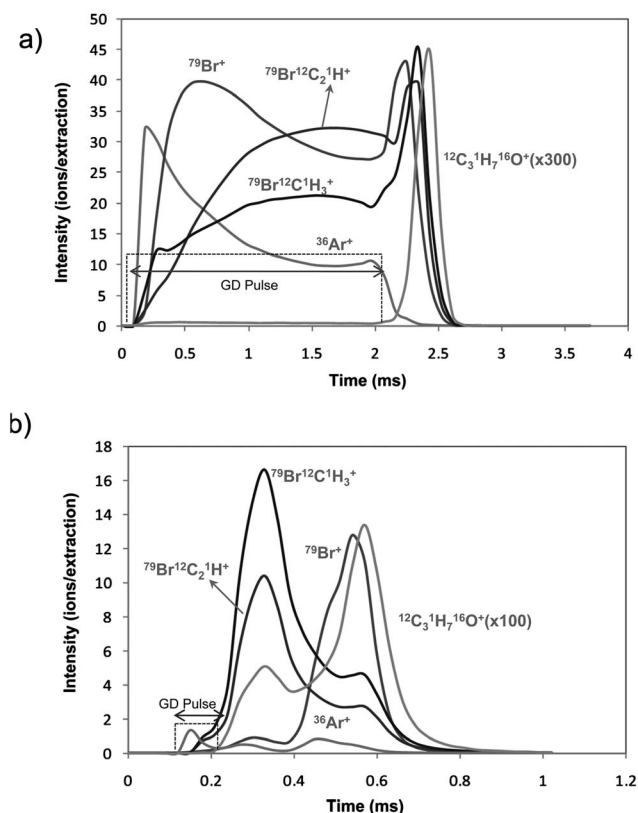 a)
50
45
40
35
30
25
20
15
10
5
0
Intensity (ions/extraction)
⁷⁹Br⁺
⁷⁹Br¹²C₂¹H⁺
¹²C₃¹H₇¹⁶O⁺(x300)
⁷⁹Br¹²C¹H₃⁺
³⁶Ar⁺
GD Pulse
0 0.5 1 1.5 2 2.5 3 3.5 4
Time (ms)
b)
18
16
14
12
10
8
6
4
2
0
Intensity (ions/extraction)
⁷⁹Br¹²C¹H₃⁺
⁷⁹Br⁺
⁷⁹Br¹²C₂¹H⁺
¹²C₃¹H₇¹⁶O⁺(x100)
GD Pulse
³⁶Ar⁺
0 0.2 0.4 0.6 0.8 1 1.2
Time (ms)